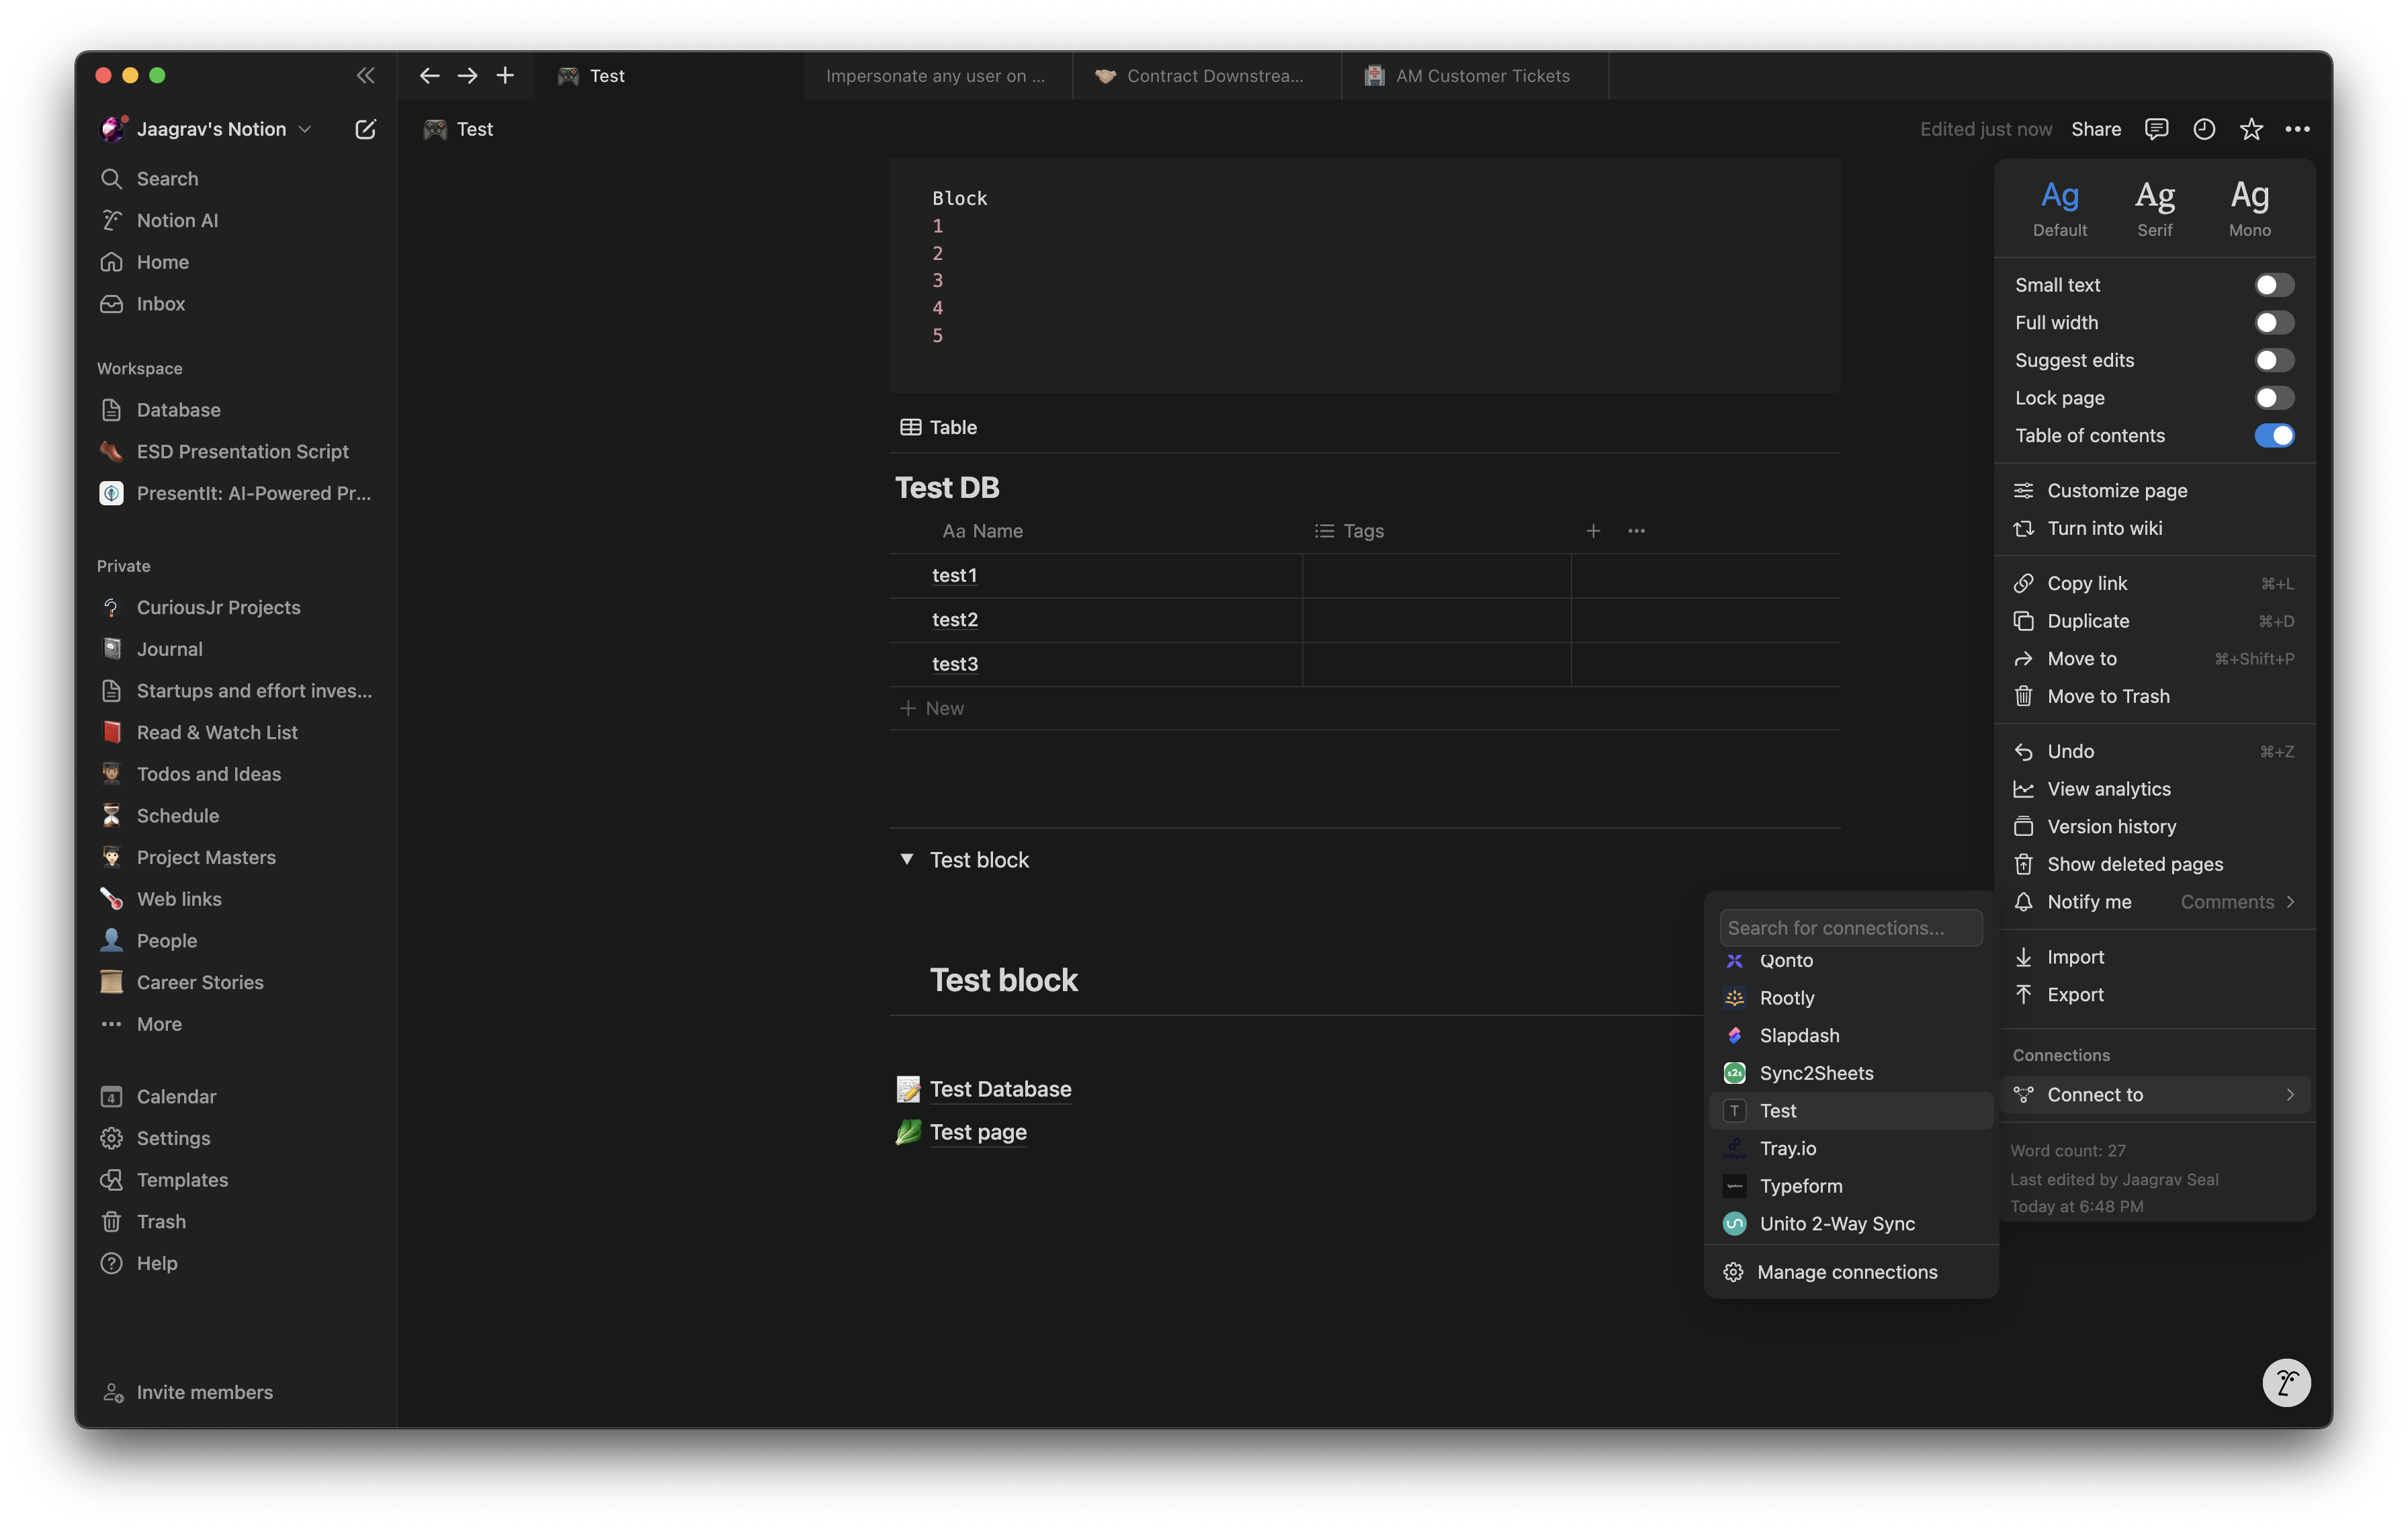 Test
Impersonate any user on ...
Contract Downstrea...
AM Customer Tickets
Jaagrav's Notion
Test
Edited just now
Share
Search
Notion AI
Home
Inbox
Workspace
Database
ESD Presentation Script
PresentIt: AI-Powered Pr...
Private
CuriousJr Projects
Journal
Startups and effort inves...
Read & Watch List
Todos and Ideas
Schedule
Project Masters
Web links
People
Career Stories
More
4
Calendar
Settings
Templates
Trash
Help
Invite members
Block
1
2
3
4
5
Table
Test DB
Aa Name
Tags
test1
test2
test3
New
Test block
Test block
Test Database
Test page
Ag
Default
Ag
Serif
Ag
Mono
Small text
Full width
Suggest edits
Lock page
Table of contents
Customize page
Turn into wiki
Copy link ⌘+L
Duplicate ⌘+D
Move to ⌘+Shift+P
Move to Trash
Undo ⌘+Z
View analytics
Version history
Show deleted pages
Notify me Comments
Import
Export
Connections
Connect to
Word count: 27
Last edited by Jaagrav Seal
Today at 6:48 PM
Search for connections...
Qonto
Rootly
Slapdash
s2s Sync2Sheets
T Test
Tray.io
Typeform
Unito 2-Way Sync
Manage connections